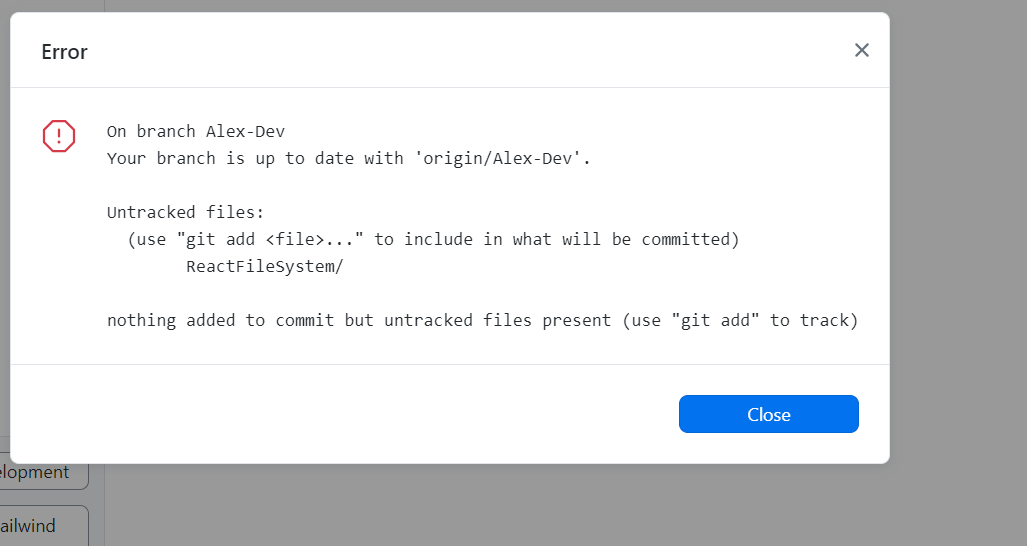 Error
On branch Alex-Dev
Your branch is up to date with 'origin/Alex-Dev'.
Untracked files:
(use "git add <file>..." to include in what will be committed)
ReactFileSystem/
nothing added to commit but untracked files present (use "git add" to track)
Close
elopment
ailwind